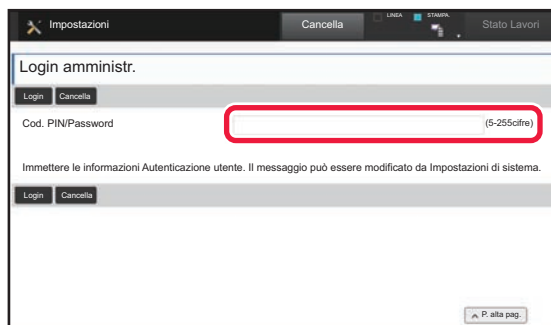 Impostazioni Cancella LINEA STAMPA. Stato Lavori
Login amministr.
Login Cancella
Cod. PIN/Password (5-255cifre)
Immettere le informazioni Autenticazione utente. Il messaggio può essere modificato da Impostazioni di sistema.
Login Cancella
P. alta pag.